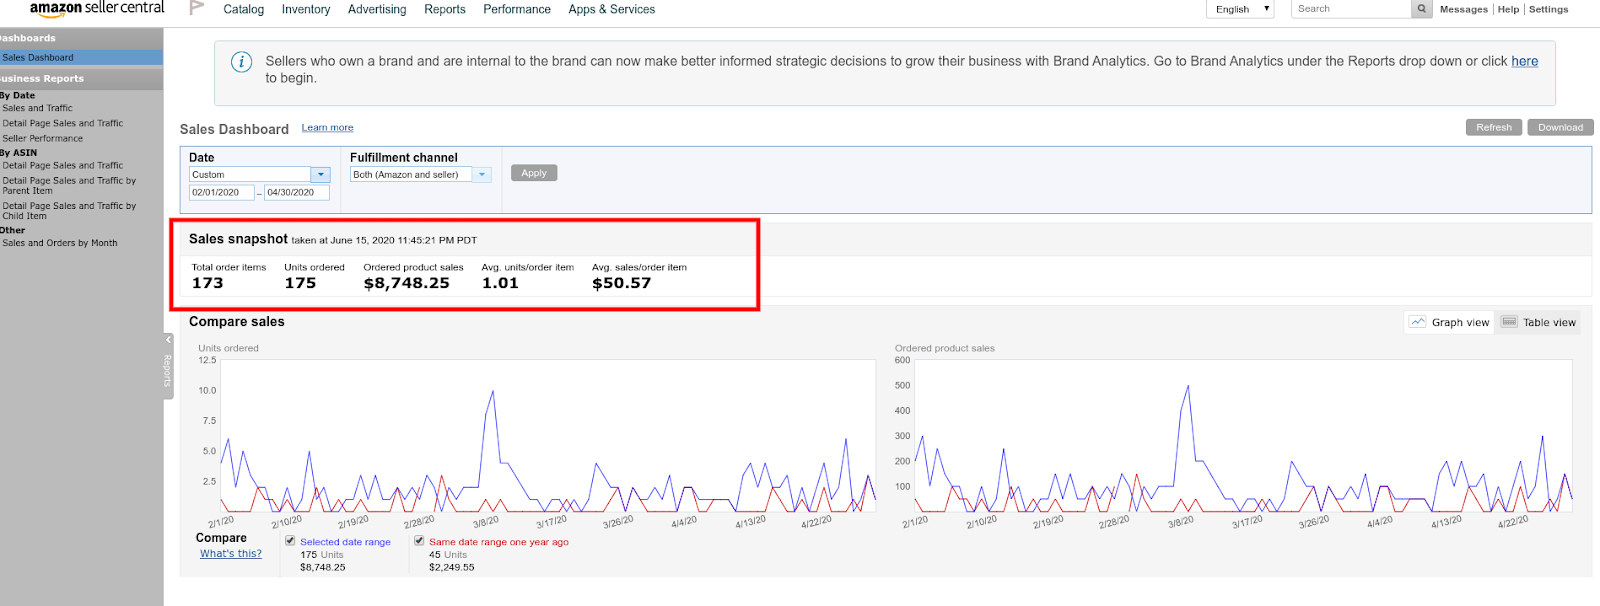 amazon seller central
Catalog Inventory Advertising Reports Performance Apps & Services
English
Search
Messages | Help | Settings
ashboards
Sales Dashboard
usiness Reports
By Date
Sales and Traffic
Detail Page Sales and Traffic
Seller Performance
By ASIN
Detail Page Sales and Traffic
Detail Page Sales and Traffic by
Parent Item
Detail Page Sales and Traffic by
Child Item
Other
Sales and Orders by Month
Reports
Sellers who own a brand and are internal to the brand can now make better informed strategic decisions to grow their business with Brand Analytics. Go to Brand Analytics under the Reports drop down or click here
to begin.
Sales Dashboard Learn more
Refresh Download
Date
Custom
02/01/2020 – 04/30/2020
Fulfillment channel
Both (Amazon and seller)
Apply
Sales snapshot taken at June 15, 2020 11:45:21 PM PDT
Total order items Units ordered Ordered product sales Avg. units/order item Avg. sales/order item
173 175 $8,748.25 1.01 $50.57
Compare sales
Graph view Table view
Units ordered
12.5
10.0
7.5
5.0
2.5
2/1/20 2/10/20 2/19/20 2/28/20 3/8/20 3/17/20 3/26/20 4/4/20 4/13/20 4/22/20
Ordered product sales
600
500
400
300
200
100
2/1/20 2/10/20 2/19/20 2/28/20 3/8/20 3/17/20 3/26/20 4/4/20 4/13/20 4/22/20
Compare
What's this?
Selected date range
175 Units
$8,748.25
Same date range one year ago
45 Units
$2,249.55